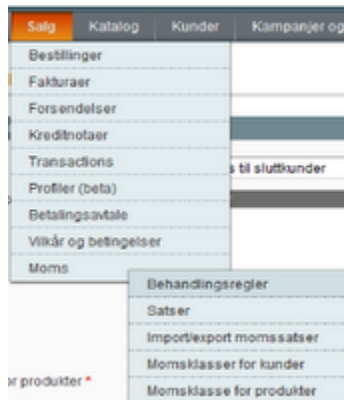 Salg Katalog Kunder Kampanjer og
Bestillinger
Fakturaer
Forsendelser
Kreditnotaer
Transactions
s til sluttkunder
Profiler (beta)
Betalingsavtale
Vilkår og betingelser
Moms
Behandlingsregler
Satser
Import/export momssatser
Momsklasser for kunder
or produkter *
Momsklasse for produkter